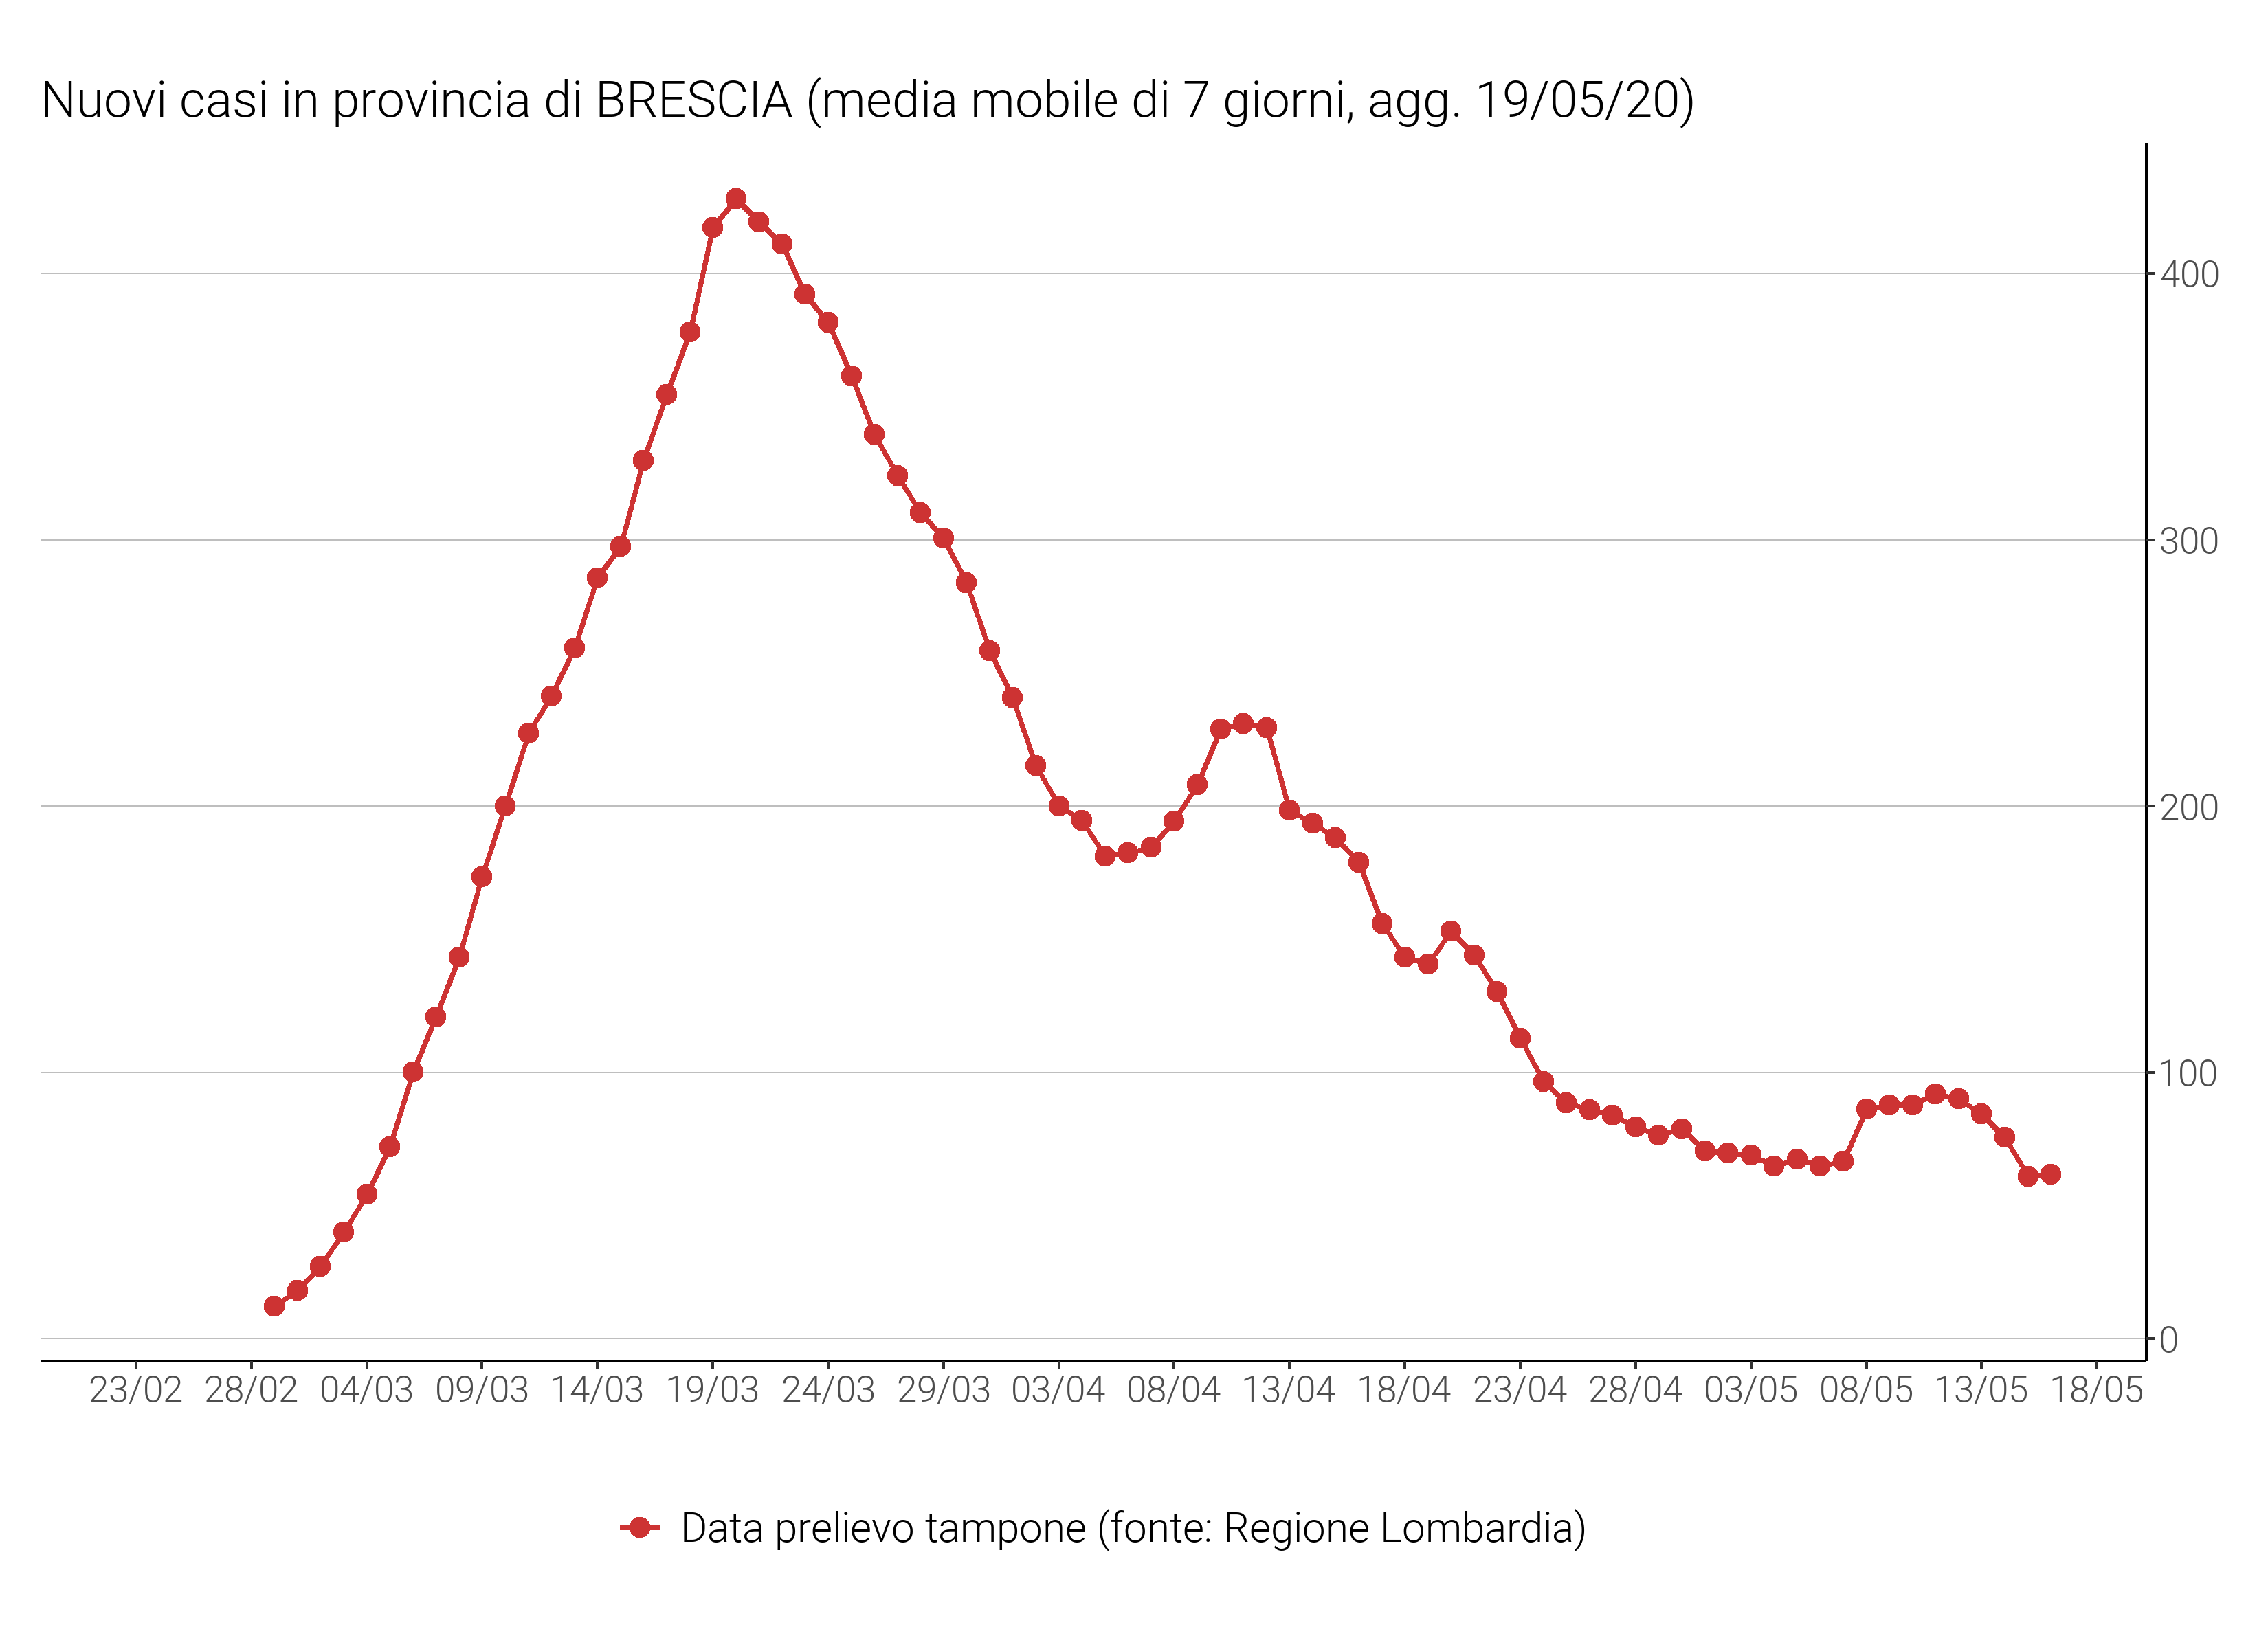 Nuovi casi in provincia di BRESCIA (media mobile di 7 giorni, agg. 19/05/20)
400
300
200
100
0
23/02 28/02 04/03 09/03 14/03 19/03 24/03 29/03 03/04 08/04 13/04 18/04 23/04 28/04 03/05 08/05 13/05 18/05
Data prelievo tampone (fonte: Regione Lombardia)